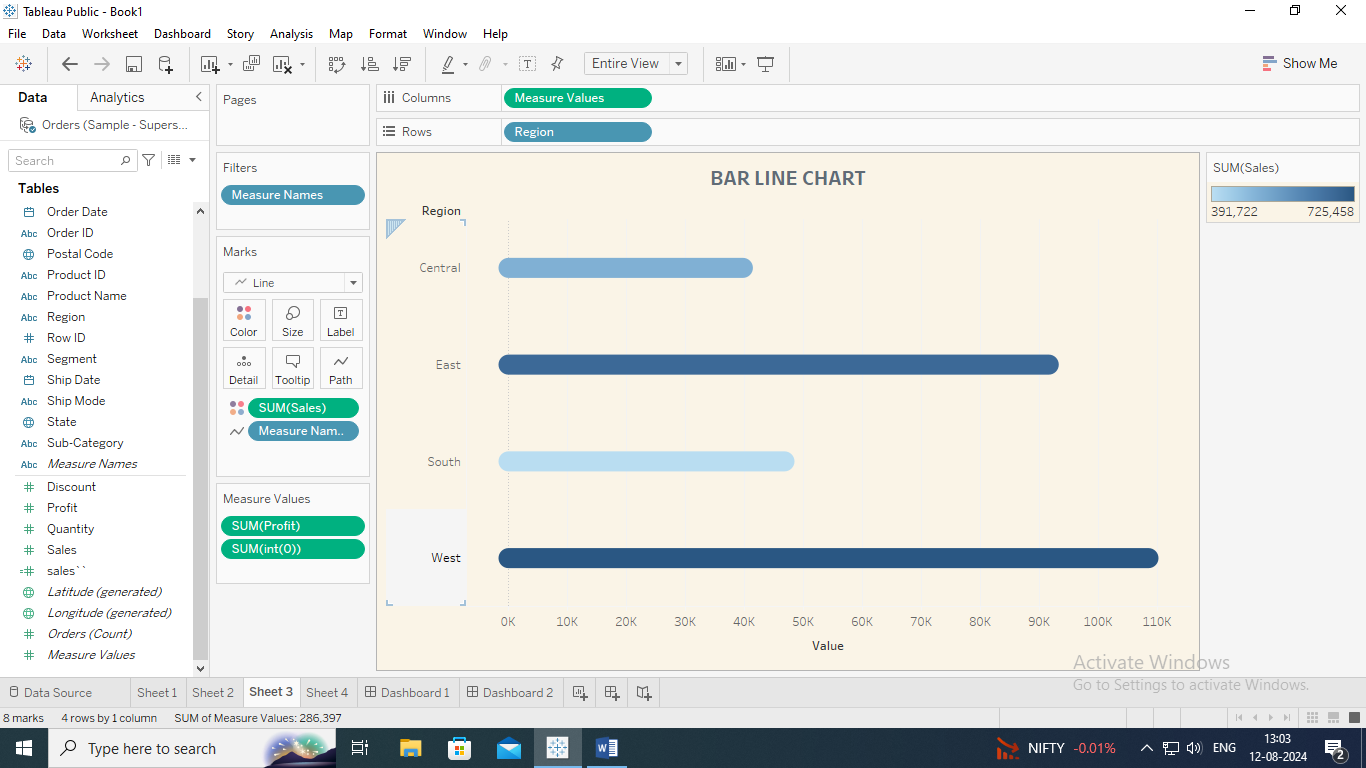 Tableau Public - Book1
File Data Worksheet Dashboard Story Analysis Map Format Window Help
Entire View
Show Me
Data Analytics
Orders (Sample - Supers...
Search
Tables
Order Date
Abc Order ID
Postal Code
Abc Product ID
Abc Product Name
Abc Region
Row ID
Abc Segment
Ship Date
Abc Ship Mode
State
Abc Sub-Category
Abc Measure Names
Discount
Profit
Quantity
Sales
sales``
Latitude (generated)
Longitude (generated)
Orders (Count)
Measure Values
Pages
Filters
Measure Names
Marks
Line
Color Size Label
Detail Tooltip Path
SUM(Sales)
Measure Nam..
Measure Values
SUM(Profit)
SUM(int(0))
Columns Measure Values
Rows Region
BAR LINE CHART
Region
Central
East
South
West
0K 10K 20K 30K 40K 50K 60K 70K 80K 90K 100K 110K
Value
SUM(Sales)
391,722 725,458
Activate Windows
Go to Settings to activate Windows.
Data Source Sheet 1 Sheet 2 Sheet 3 Sheet 4 Dashboard 1 Dashboard 2
8 marks 4 rows by 1 column SUM of Measure Values: 286,397
Type here to search
NIFTY -0.01%
ENG
13:03
12-08-2024
2